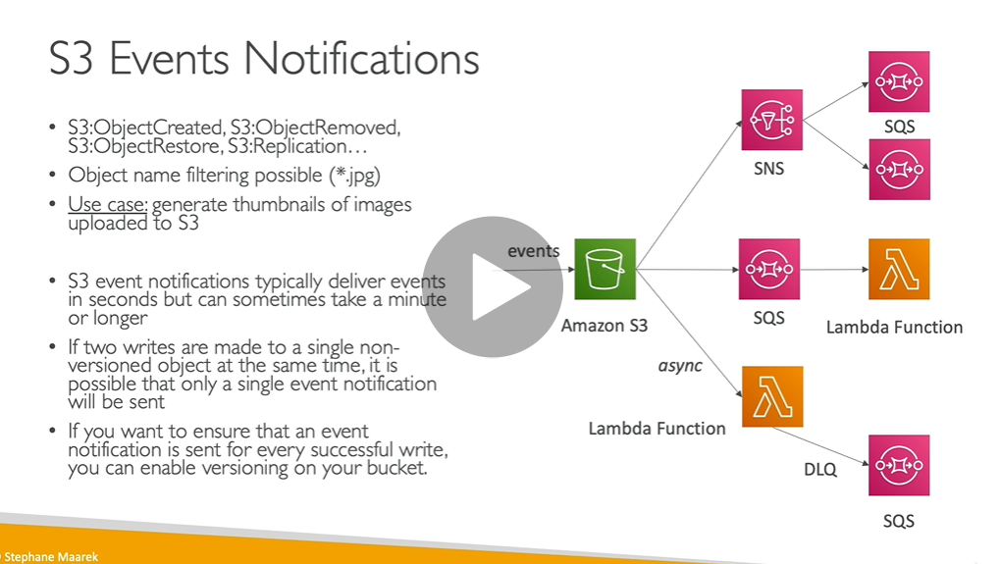 S3 Events Notifications
• S3:ObjectCreated, S3:ObjectRemoved,
S3:ObjectRestore, S3:Replication…
• Object name filtering possible (*.jpg)
• Use case: generate thumbnails of images
uploaded to S3
• S3 event notifications typically deliver events
in seconds but can sometimes take a minute
or longer
• If two writes are made to a single non-
versioned object at the same time, it is
possible that only a single event notification
will be sent
• If you want to ensure that an event
notification is sent for every successful write,
you can enable versioning on your bucket.
events
Amazon S3
SNS
SQS
SQS
Lambda Function
async
Lambda Function
DLQ
SQS
© Stephane Maarek